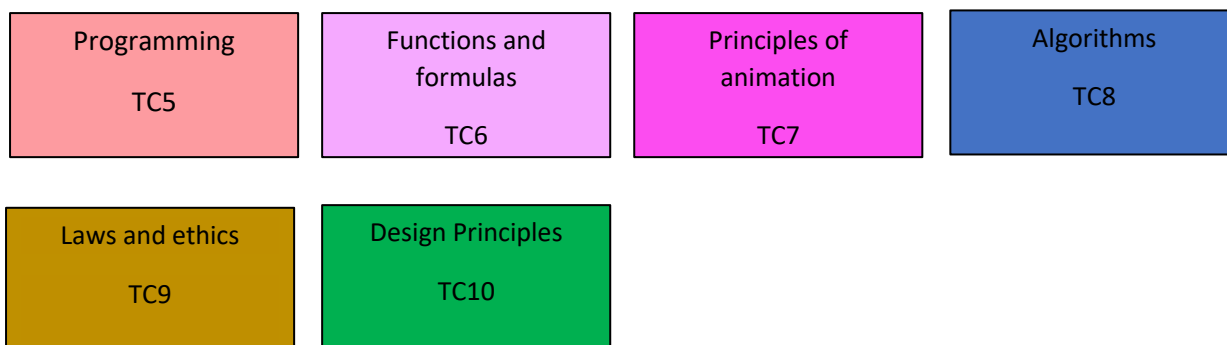 Programming
TC5
Functions and
formulas
TC6
Principles of
animation
TC7
Algorithms
TC8
Laws and ethics
TC9
Design Principles
TC10